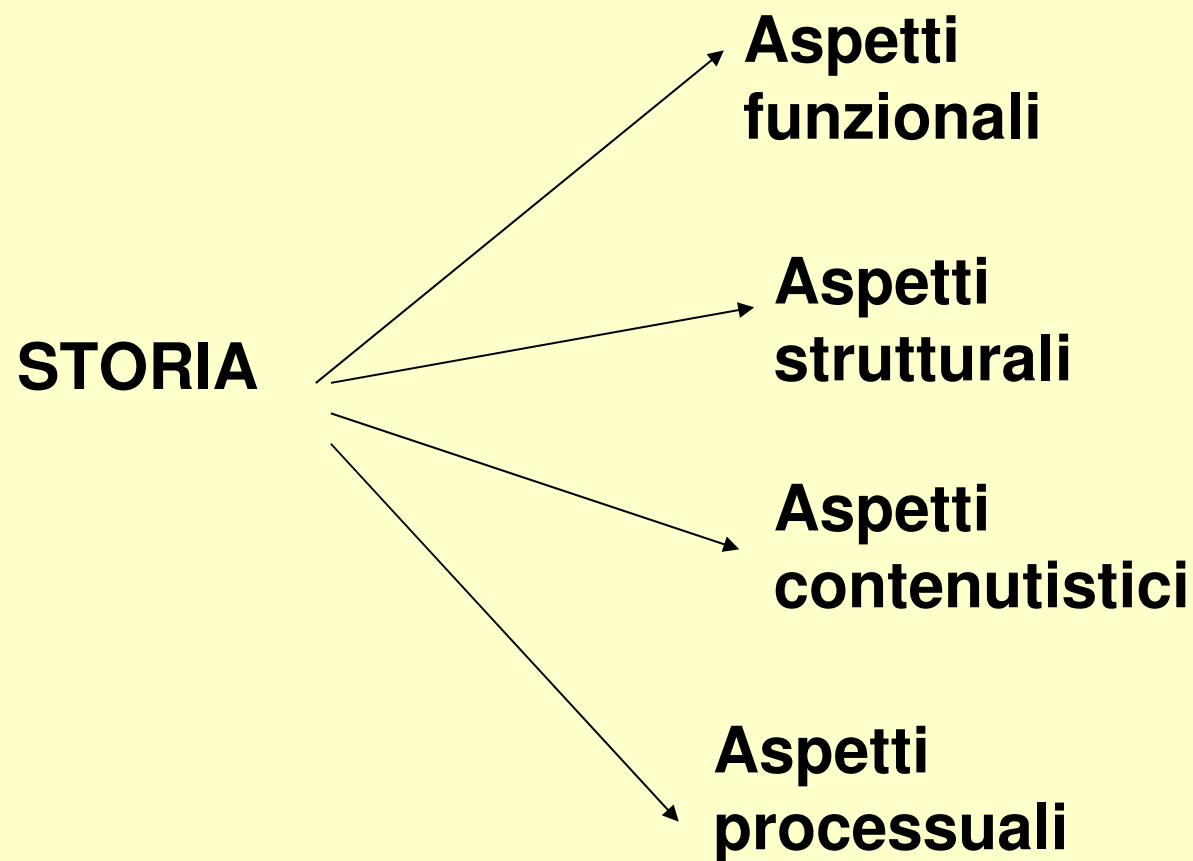 STORIA
Aspetti
funzionali
Aspetti
strutturali
Aspetti
contenutistici
Aspetti
processuali